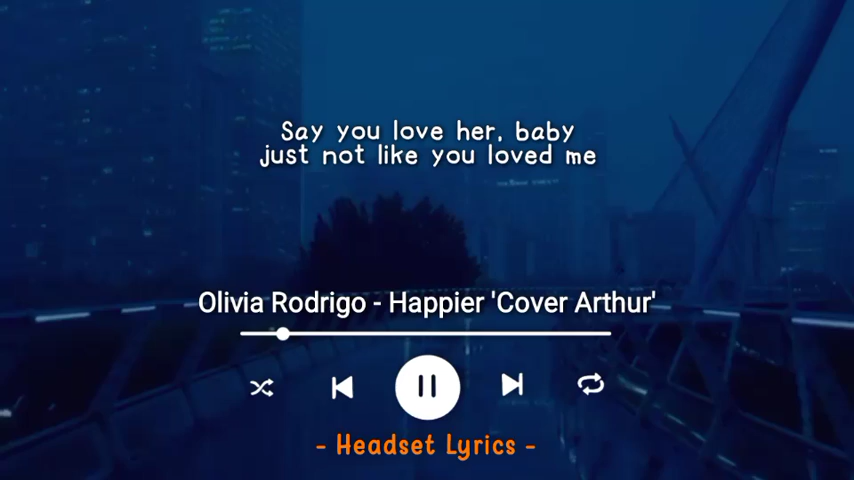 Say you love her, baby
just not like you loved me
Olivia Rodrigo - Happier 'Cover Arthur'
- Headset Lyrics -